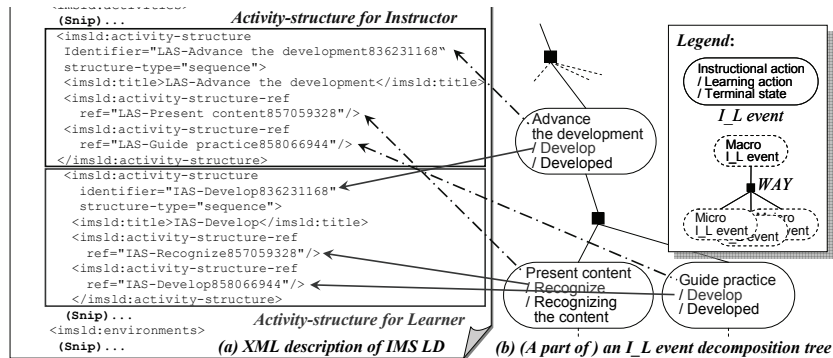 (Snip)...
Activity-structure for Instructor
<imsld:activity-structure
Identifier="LAS-Advance the development836231168"
structure-type="sequence">
<imsld:title>LAS-Advance the development</imsld:title>
<imsld:activity-structure-ref
ref="LAS-Present content857059328"/>
<imsld:activity-structure-ref
ref="LAS-Guide practice858066944"/>
</imsld:activity-structure>
<imsld:activity-structure
identifier="IAS-Develop836231168"
structure-type="sequence">
<imsld:title>IAS-Develop</imsld:title>
<imsld:activity-structure-ref
ref="IAS-Recognize857059328"/>
<imsld:activity-structure-ref
ref="IAS-Develop858066944"/>
</imsld:activity-structure>
(Snip)...
Activity-structure for Learner
<imsld:environments>
(Snip)...
(a) XML description of IMS LD
Advance
the development
/ Develop
/ Developed
Present content
/ Recognize
/ Recognizing
the content
Guide practice
/ Develop
/ Developed
(b) (A part of ) an I_L event decomposition tree
Legend:
Instructional action
/ Learning action
/ Terminal state
I_L event
Macro
I_L event
WAY
Micro
I_L event